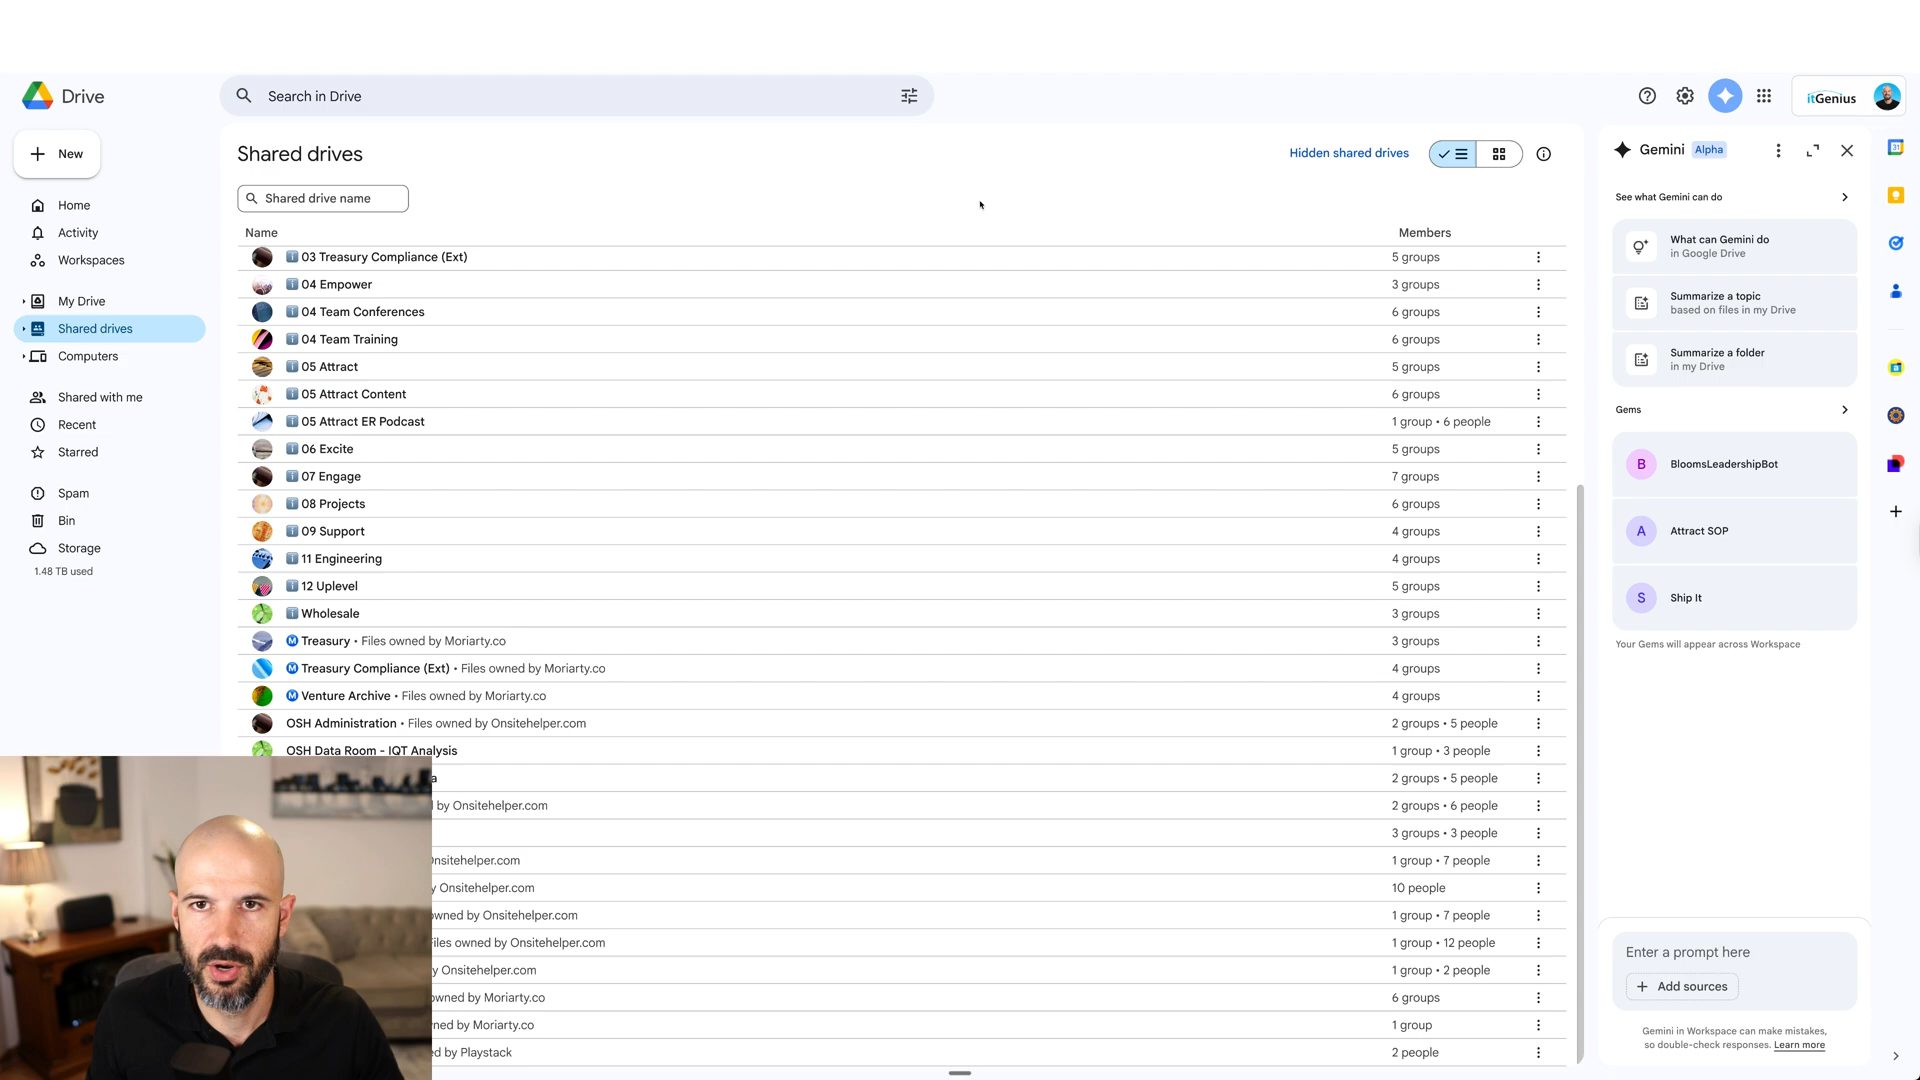 Drive
Search in Drive
itGenius
New
Home
Activity
Workspaces
My Drive
Shared drives
Computers
Shared with me
Recent
Starred
Spam
Bin
Storage
1.48 TB used
Shared drives
Hidden shared drives
Shared drive name
Name Members
03 Treasury Compliance (Ext) 5 groups
04 Empower 3 groups
04 Team Conferences 6 groups
04 Team Training 6 groups
05 Attract 5 groups
05 Attract Content 6 groups
05 Attract ER Podcast 1 group • 6 people
06 Excite 5 groups
07 Engage 7 groups
08 Projects 6 groups
09 Support 4 groups
11 Engineering 4 groups
12 Uplevel 5 groups
Wholesale 3 groups
M Treasury • Files owned by Moriarty.co 3 groups
M Treasury Compliance (Ext) • Files owned by Moriarty.co 4 groups
M Venture Archive • Files owned by Moriarty.co 4 groups
OSH Administration • Files owned by Onsitehelper.com 2 groups • 5 people
OSH Data Room - IQT Analysis 1 group • 3 people
a 2 groups • 5 people
by Onsitehelper.com 2 groups • 6 people
3 groups • 3 people
Onsitehelper.com 1 group • 7 people
y Onsitehelper.com 10 people
owned by Onsitehelper.com 1 group • 7 people
Files owned by Onsitehelper.com 1 group • 12 people
y Onsitehelper.com 1 group • 2 people
owned by Moriarty.co 6 groups
ned by Moriarty.co 1 group
ed by Playstack 2 people
Gemini Alpha
See what Gemini can do
What can Gemini do
in Google Drive
Summarize a topic
based on files in my Drive
Summarize a folder
in my Drive
Gems
B BloomsLeadershipBot
A Attract SOP
S Ship It
Your Gems will appear across Workspace
Enter a prompt here
Add sources
Gemini in Workspace can make mistakes,
so double-check responses. Learn more
31